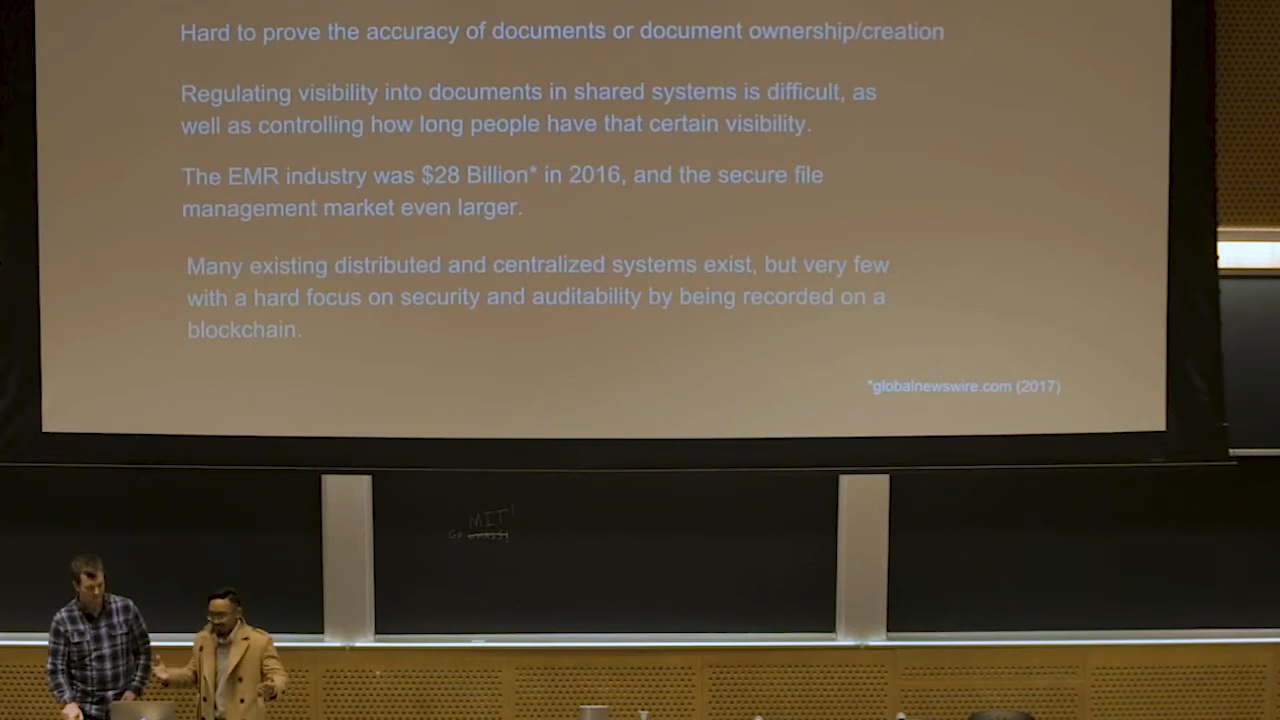 Hard to prove the accuracy of documents or document ownership/creation
Regulating visibility into documents in shared systems is difficult, as
well as controlling how long people have that certain visibility.
The EMR industry was $28 Billion* in 2016, and the secure file
management market even larger.
Many existing distributed and centralized systems exist, but very few
with a hard focus on security and auditability by being recorded on a
blockchain.
*globalnewswire.com (2017)
MIT!
Go